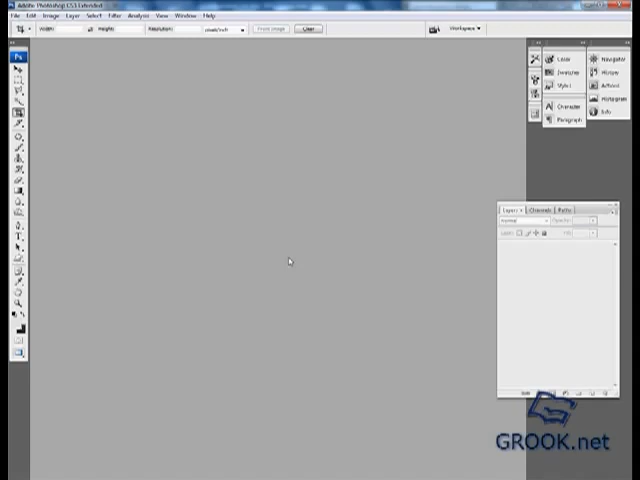 Adobe Photoshop CS3 Extended
File Edit Image Layer Select Filter Analysis View Window Help
Width: Height: Resolution: pixels/inch Front Image Clear Workspace
Color Navigator
Swatches History
Styles Actions
Histogram
Character Info
Paragraph
Layers Channels Paths
Normal Opacity:
Lock: Fill:
GROOK.net